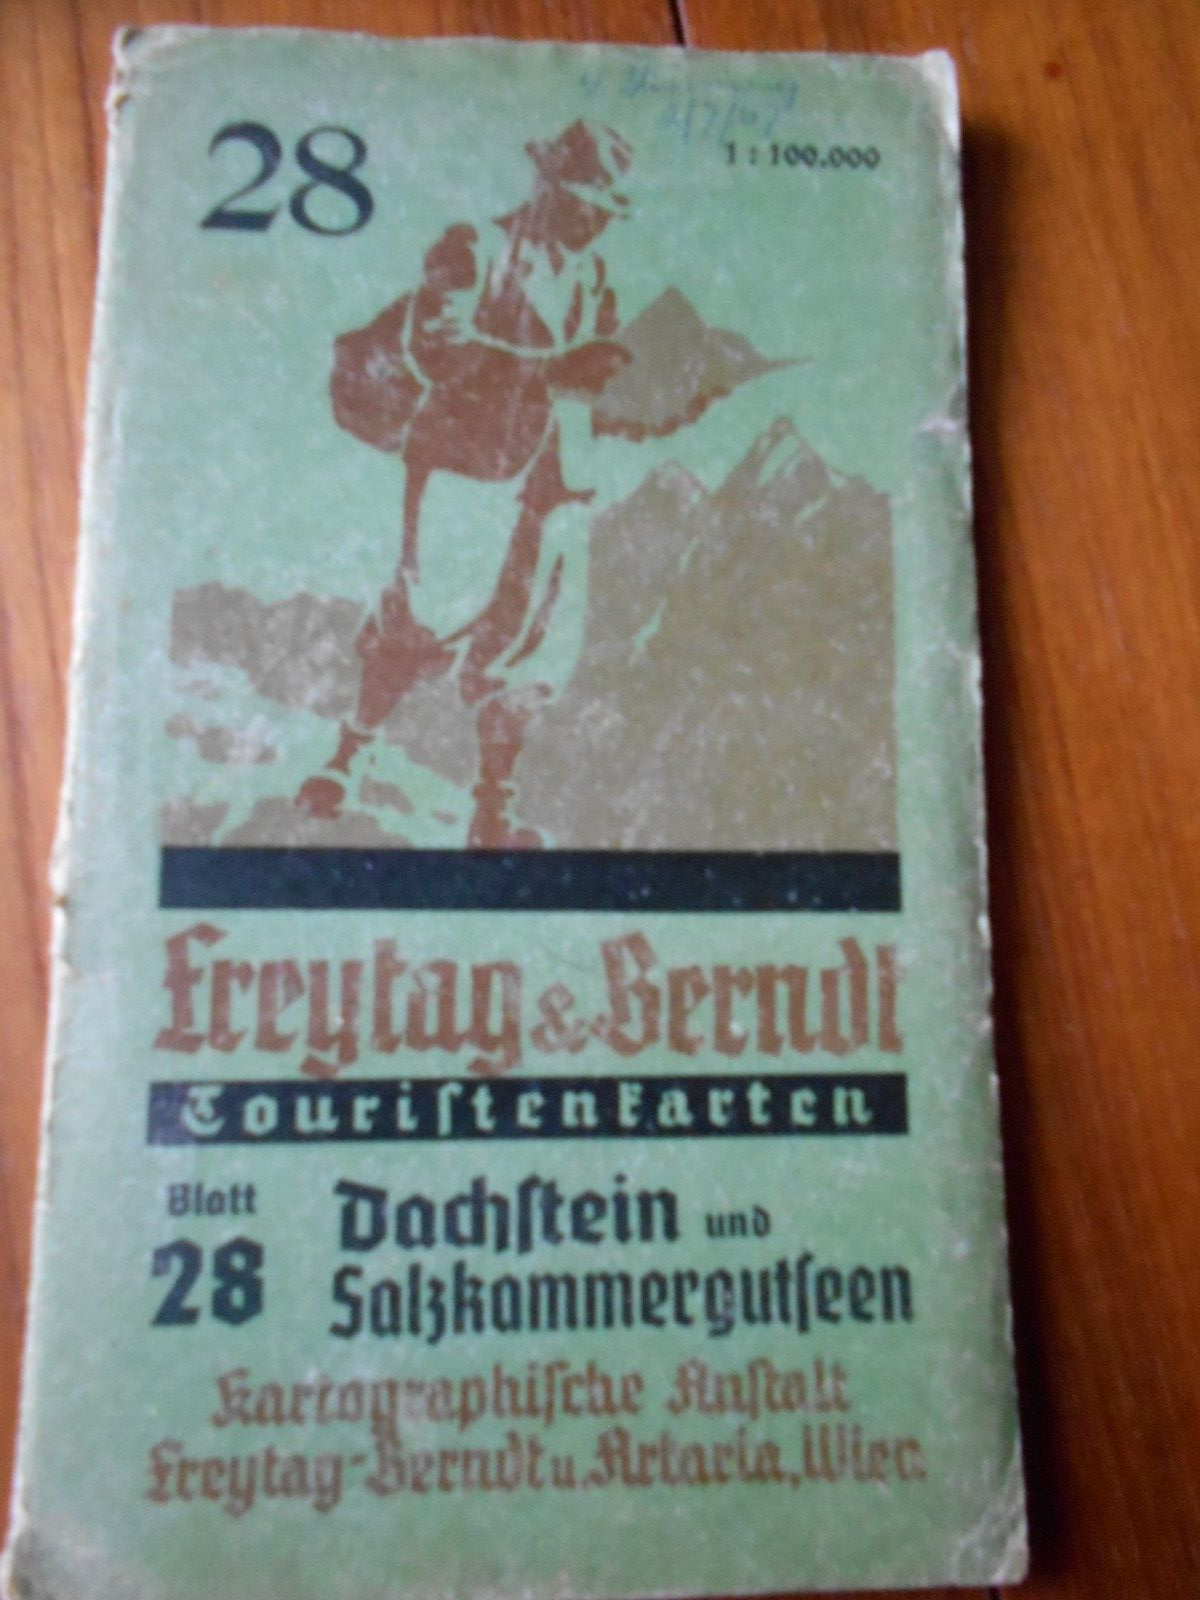 28
1 : 100.000
Freytag & Berndt
Touriſtenkarten
Blatt
28
Dachſtein und
Salzkammergutſeen
Kartographiſche Anſtalt
Freytag-Berndt u. Artaria, Wien